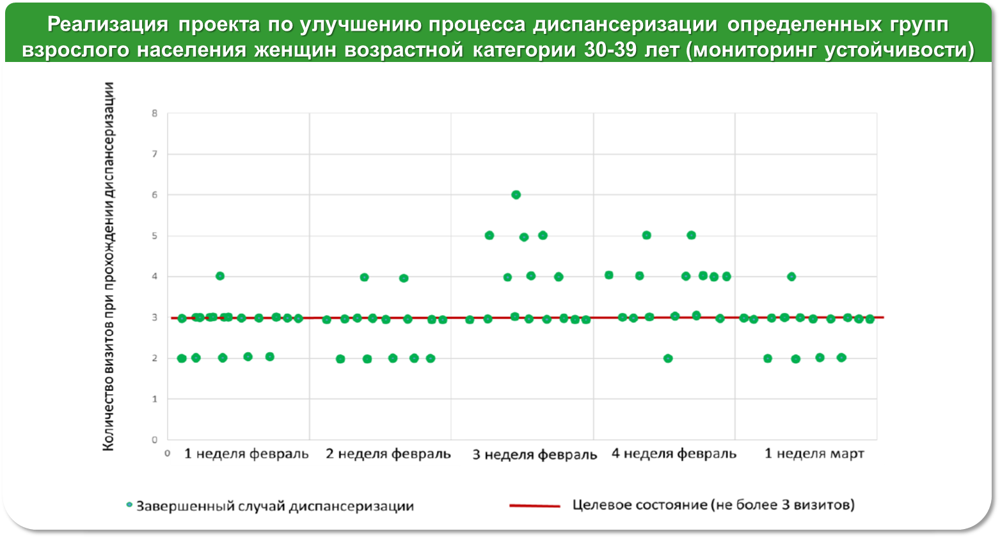 Реализация проекта по улучшению процесса диспансеризации определенных групп
взрослого населения женщин возрастной категории 30-39 лет (мониторинг устойчивости)
Количество визитов при прохождении диспансеризации
8
7
6
5
4
3
2
1
0
0
1 неделя февраль
2 неделя февраль
3 неделя февраль
4 неделя февраль
1 неделя март
Завершенный случай диспансеризации
Целевое состояние (не более 3 визитов)